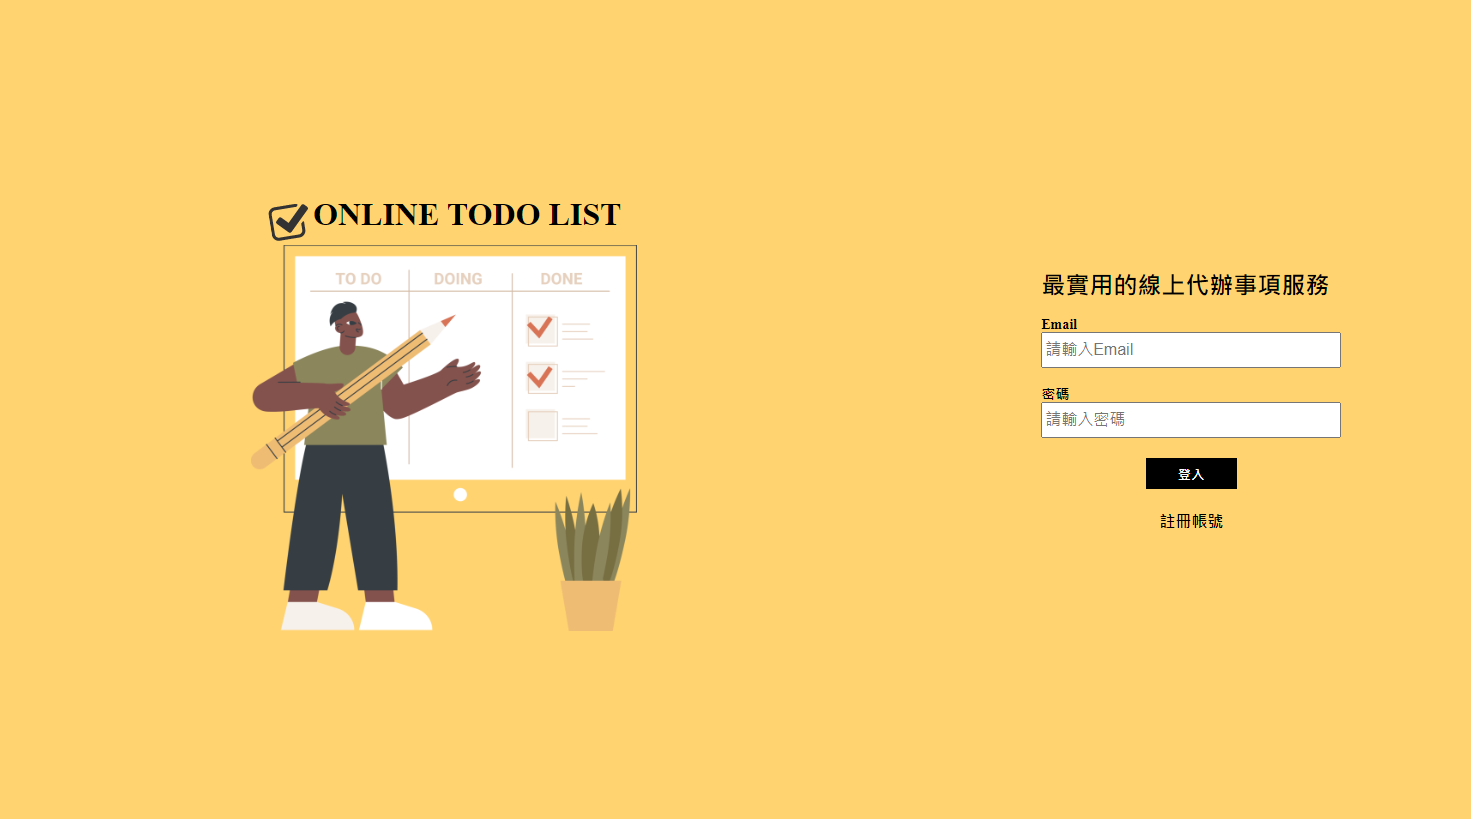 ONLINE TODO LIST
TO DO
DOING
DONE
最實用的線上代辦事項服務
Email
請輸入Email
密碼
請輸入密碼
登入
註冊帳號